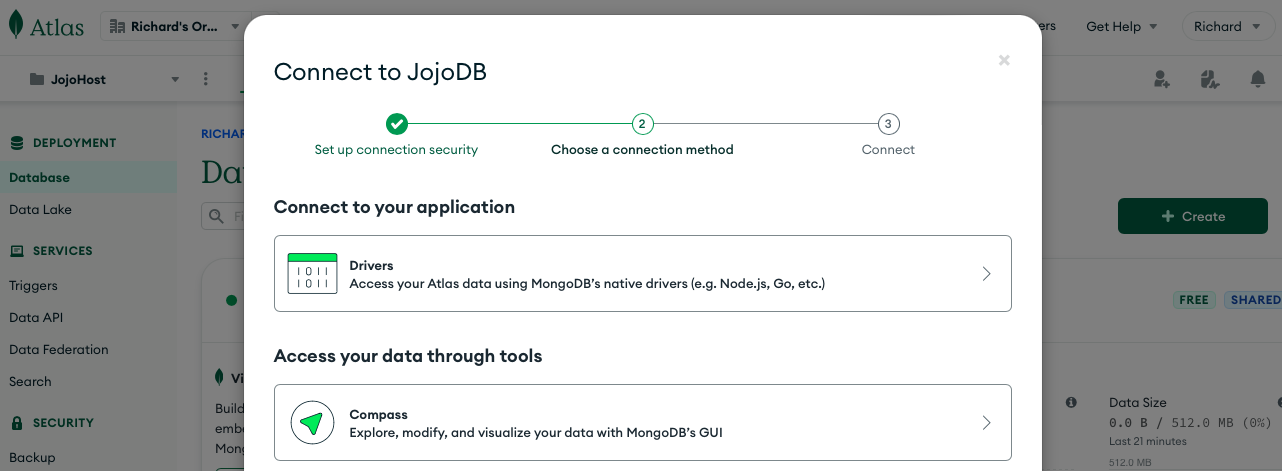 Atlas
Richard's Or...
ers
Get Help
Richard
JojoHost
Connect to JojoDB
2
3
Set up connection security
Choose a connection method
Connect
DEPLOYMENT
Database
Data Lake
SERVICES
Triggers
Data API
Data Federation
Search
SECURITY
Backup
RICHAR
Da
Create
FREE
SHARED
Vi
Build
embe
Mong
Connect to your application
1011
1011
Drivers
Access your Atlas data using MongoDB's native drivers (e.g. Node.js, Go, etc.)
Access your data through tools
Compass
Explore, modify, and visualize your data with MongoDB's GUI
Data Size
0.0 B / 512.0 MB (0%)
Last 21 minutes
512.0 MB